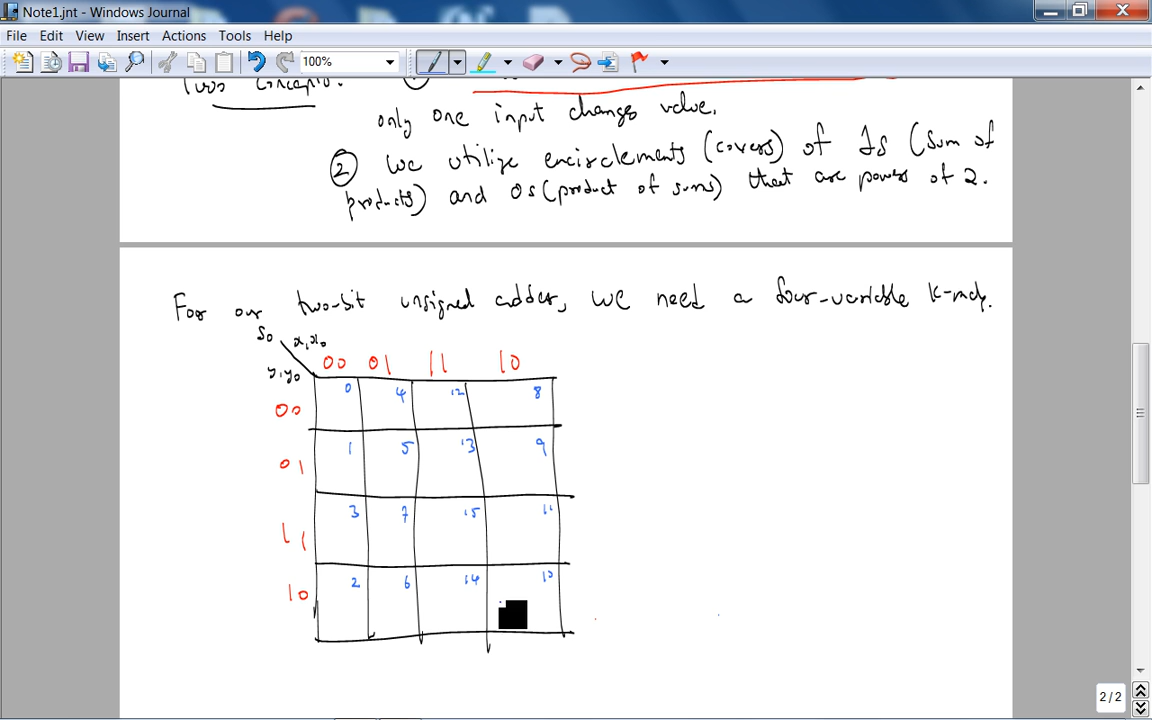 Note1.jnt - Windows Journal
File Edit View Insert Actions Tools Help
100%
Two concepts: ①
only one input changes value.
② We utilize encirclements (covers) of 1s (sum of
products) and 0s (product of sums) that are powers of 2.
For our two-bit unsigned adder, we need a four-variable K-map.
S0 x1x0
y1y0 00 01 11 10
00 0 4 12 8
01 1 5 13 9
11 3 7 15 11
10 2 6 14 10
2/2